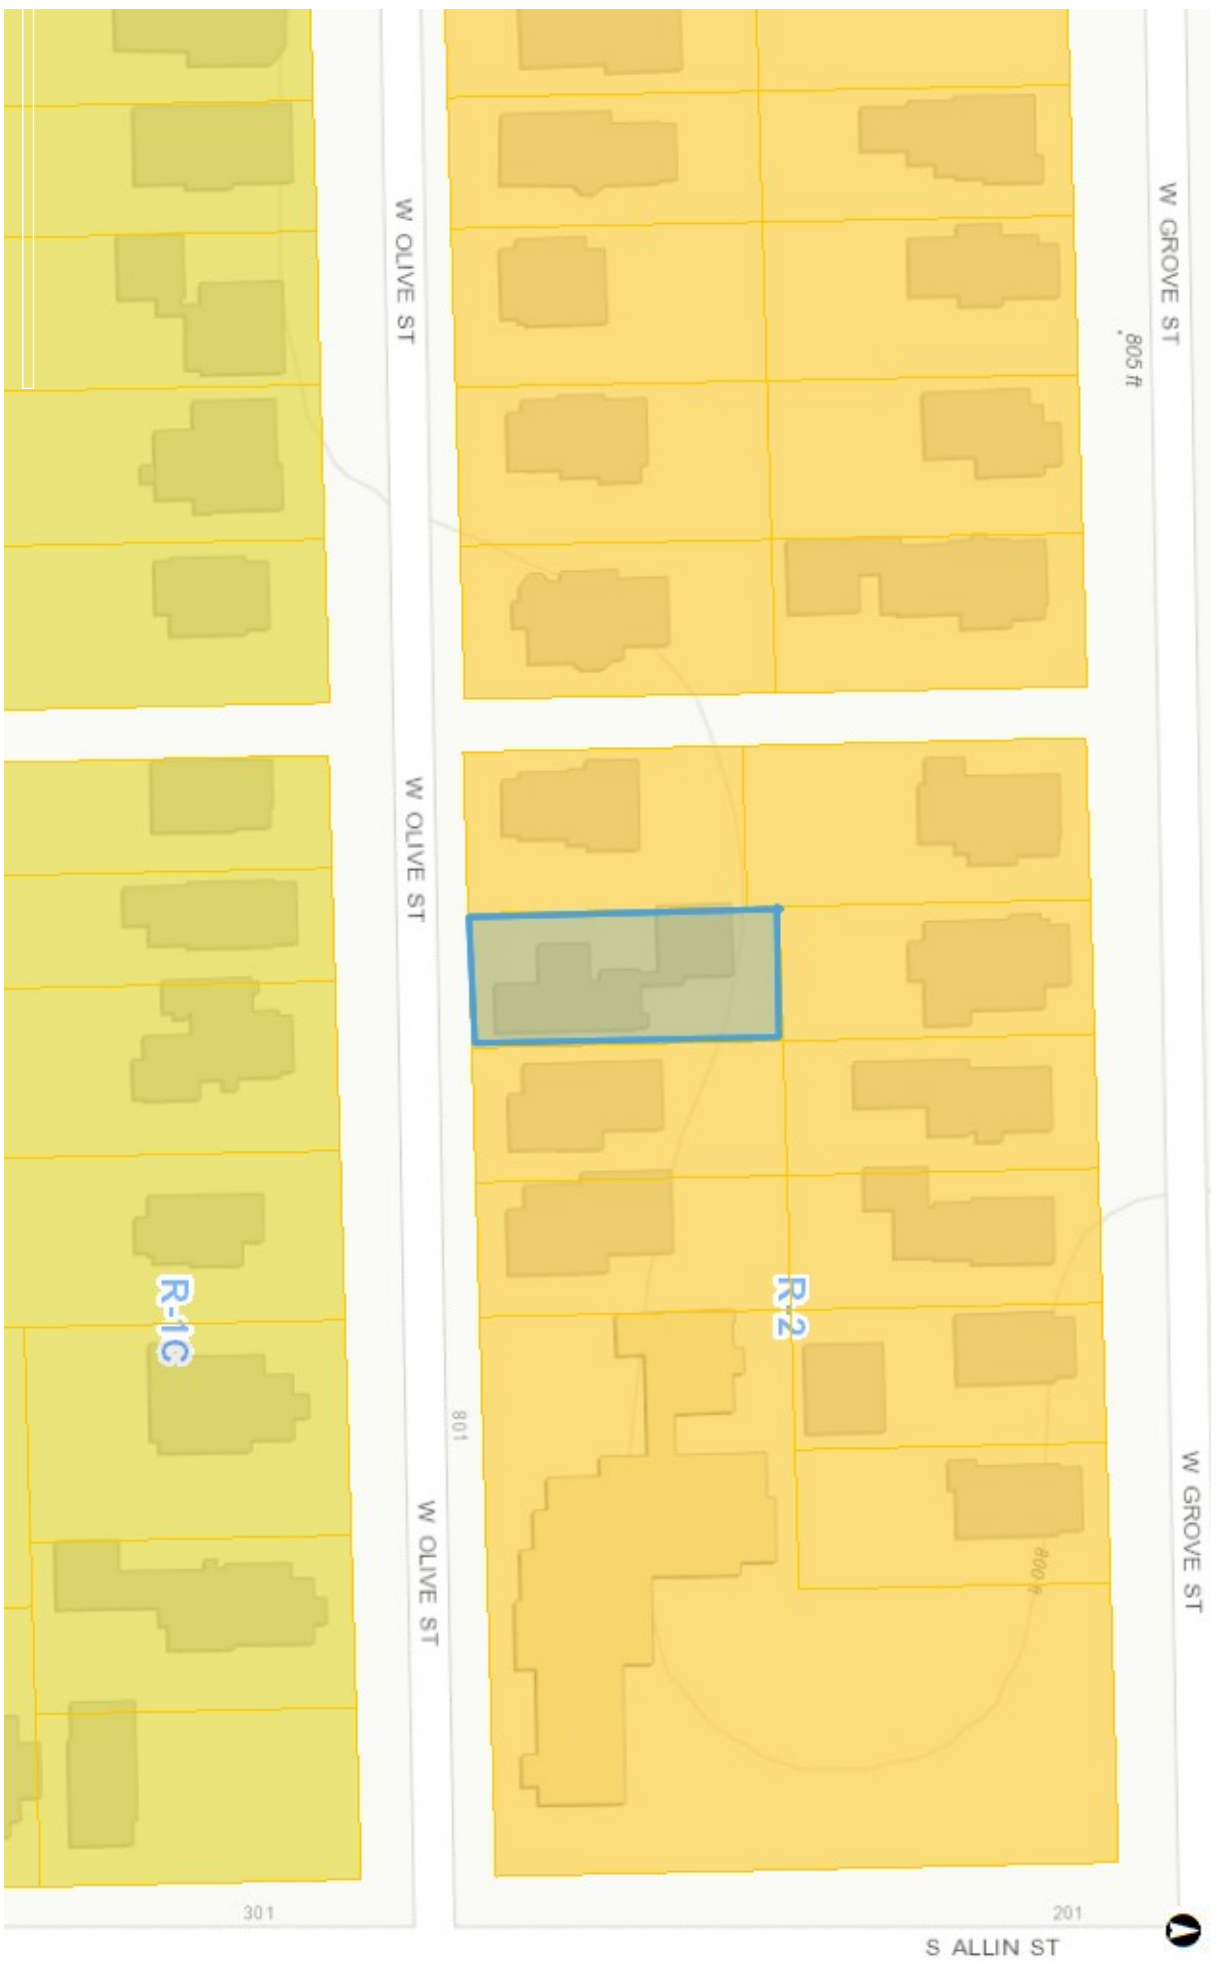 W OLIVE ST
W GROVE ST
805 ft
W OLIVE ST
R-1C
R-2
801
W OLIVE ST
W GROVE ST
800 ft
301
201
S ALLIN ST